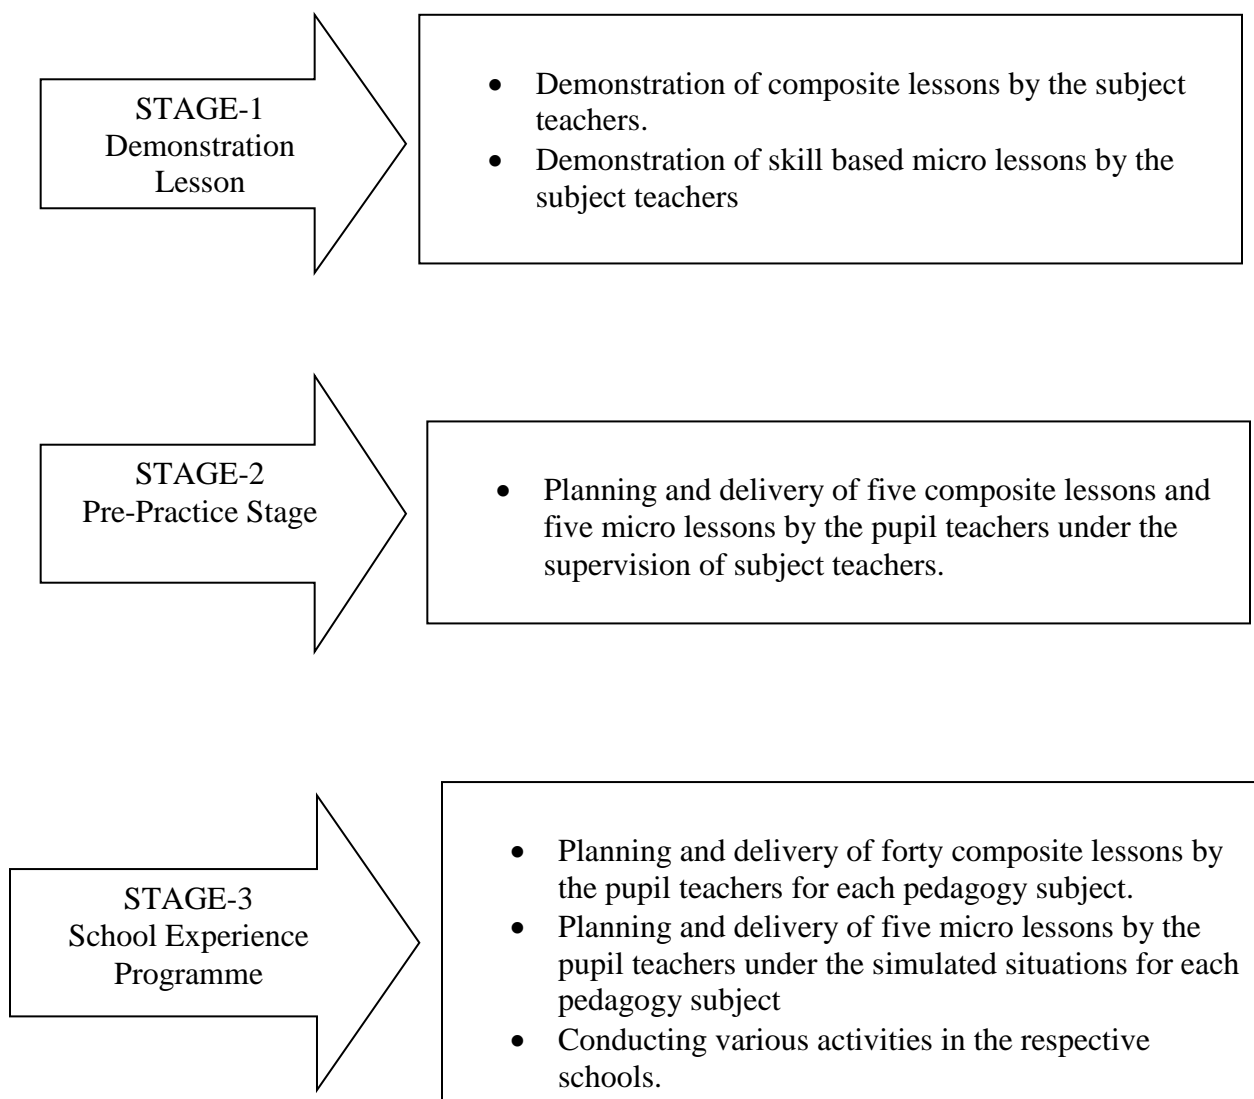 STAGE-1
Demonstration
Lesson
• Demonstration of composite lessons by the subject
teachers.
• Demonstration of skill based micro lessons by the
subject teachers
STAGE-2
Pre-Practice Stage
• Planning and delivery of five composite lessons and
five micro lessons by the pupil teachers under the
supervision of subject teachers.
STAGE-3
School Experience
Programme
• Planning and delivery of forty composite lessons by
the pupil teachers for each pedagogy subject.
• Planning and delivery of five micro lessons by the
pupil teachers under the simulated situations for each
pedagogy subject
• Conducting various activities in the respective
schools.